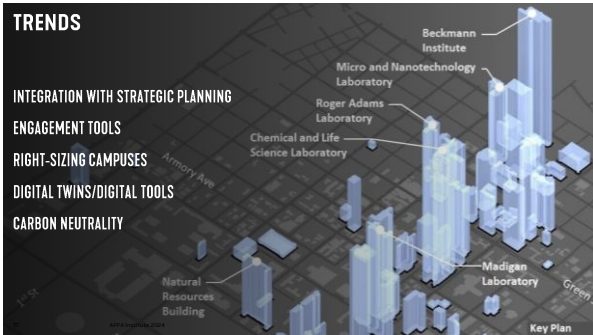 TRENDS
INTEGRATION WITH STRATEGIC PLANNING
ENGAGEMENT TOOLS
RIGHT-SIZING CAMPUSES
DIGITAL TWINS/DIGITAL TOOLS
CARBON NEUTRALITY
Beckmann
Institute
Micro and Nanotechnology
Laboratory
Roger Adams
Laboratory
Chemical and Life
Science Laboratory
Armory Ave
Madigan
Laboratory
Natural
Resources
Building
1st St
Green
Key Plan